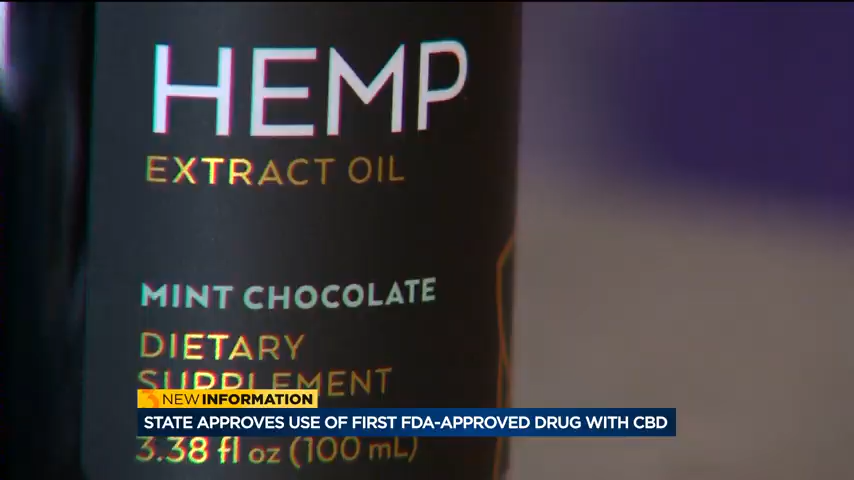 HEMP
EXTRACT OIL
MINT CHOCOLATE
DIETARY
SUPPLEMENT
3 NEW INFORMATION
STATE APPROVES USE OF FIRST FDA-APPROVED DRUG WITH CBD
3.38 fl oz (100 mL)